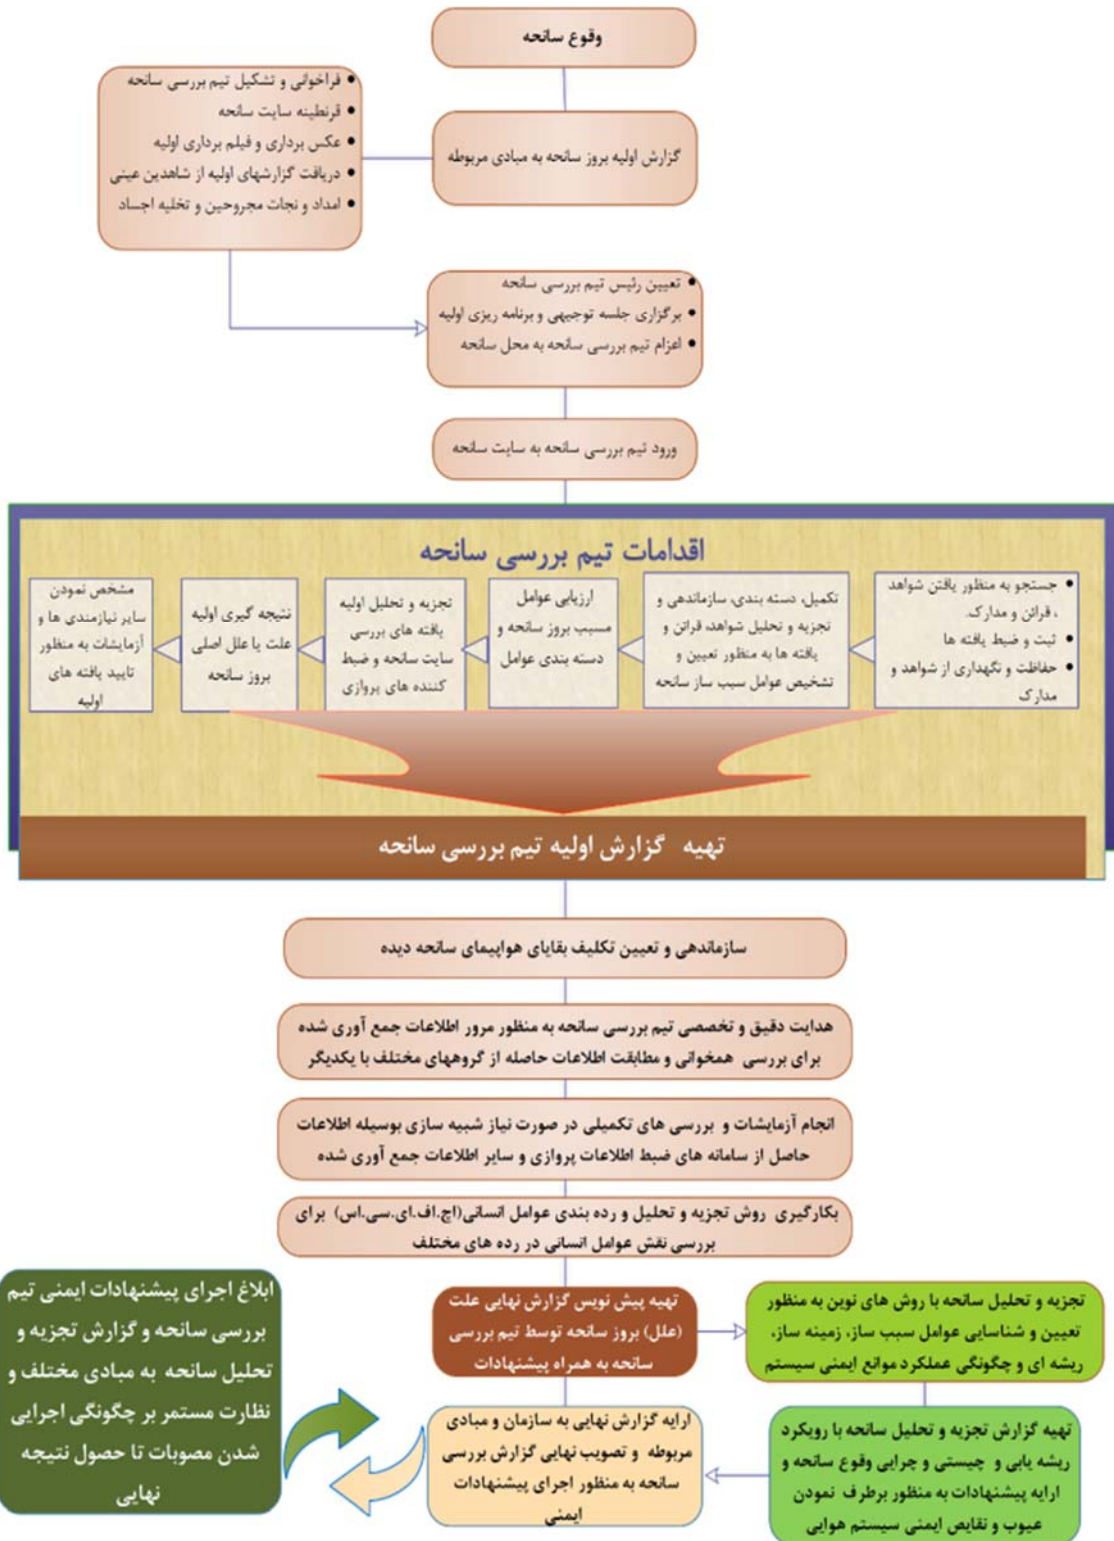 وقوع سانحه
گزارش اولیه بروز سانحه به مبادی مربوطه
• فراخوانی و تشکیل تیم بررسی سانحه
• قرنطینه سایت سانحه
• عکس برداری و فیلم برداری اولیه
• دریافت گزارشهای اولیه از شاهدین عینی
• امداد و نجات مجروحین و تخلیه اجساد
• تعیین رئیس تیم بررسی سانحه
• برگزاری جلسه توجیهی و برنامه ریزی اولیه
• اعزام تیم بررسی سانحه به محل سانحه
ورود تیم بررسی سانحه به سایت سانحه
اقدامات تیم بررسی سانحه
• جستجو به منظور یافتن شواهد
، قرائن و مدارک.
• ثبت و ضبط یافته ها
• حفاظت و نگهداری از شواهد و
مدارک
تکمیل، دسته بندی، سازماندهی و
تجزیه و تحلیل شواهد، قرائن و
یافته ها به منظور تعیین و
تشخیص عوامل سبب ساز سانحه
ارزیابی عوامل
مسبب بروز سانحه و
دسته بندی عوامل
تجزیه و تحلیل اولیه
یافته های بررسی
سایت سانحه و ضبط
کننده های پروازی
نتیجه گیری اولیه
علت یا علل اصلی
بروز سانحه
مشخص نمودن
سایر نیازمندی ها و
آزمایشات به منظور
تایید یافته های
اولیه
تهیه گزارش اولیه تیم بررسی سانحه
سازماندهی و تعیین تکلیف بقایای هواپیمای سانحه دیده
هدایت دقیق و تخصصی تیم بررسی سانحه به منظور مرور اطلاعات جمع آوری شده
برای بررسی همخوانی و مطابقت اطلاعات حاصله از گروههای مختلف با یکدیگر
انجام آزمایشات و بررسی های تکمیلی در صورت نیاز شبیه سازی بوسیله اطلاعات
حاصل از سامانه های ضبط اطلاعات پروازی و سایر اطلاعات جمع آوری شده
بکارگیری روش تجزیه و تحلیل و رده بندی عوامل انسانی(اچ.اف.ای.سی.اس) برای
بررسی نقش عوامل انسانی در رده های مختلف
تهیه پیش نویس گزارش نهایی علت
(علل) بروز سانحه توسط تیم بررسی
سانحه به همراه پیشنهادات
تجزیه و تحلیل سانحه با روش های نوین به منظور
تعیین و شناسایی عوامل سبب ساز، زمینه ساز،
ریشه ای و چگونگی عملکرد موانع ایمنی سیستم
تهیه گزارش تجزیه و تحلیل سانحه با رویکرد
ریشه یابی و چیستی و چرایی وقوع سانحه و
ارایه پیشنهادات به منظور برطرف نمودن
عیوب و نقایص ایمنی سیستم هوایی
ارایه گزارش نهایی به سازمان و مبادی
مربوطه و تصویب نهایی گزارش بررسی
سانحه به منظور اجرای پیشنهادات
ایمنی
ابلاغ اجرای پیشنهادات ایمنی تیم
بررسی سانحه و گزارش تجزیه و
تحلیل سانحه به مبادی مختلف و
نظارت مستمر بر چگونگی اجرایی
شدن مصوبات تا حصول نتیجه
نهایی